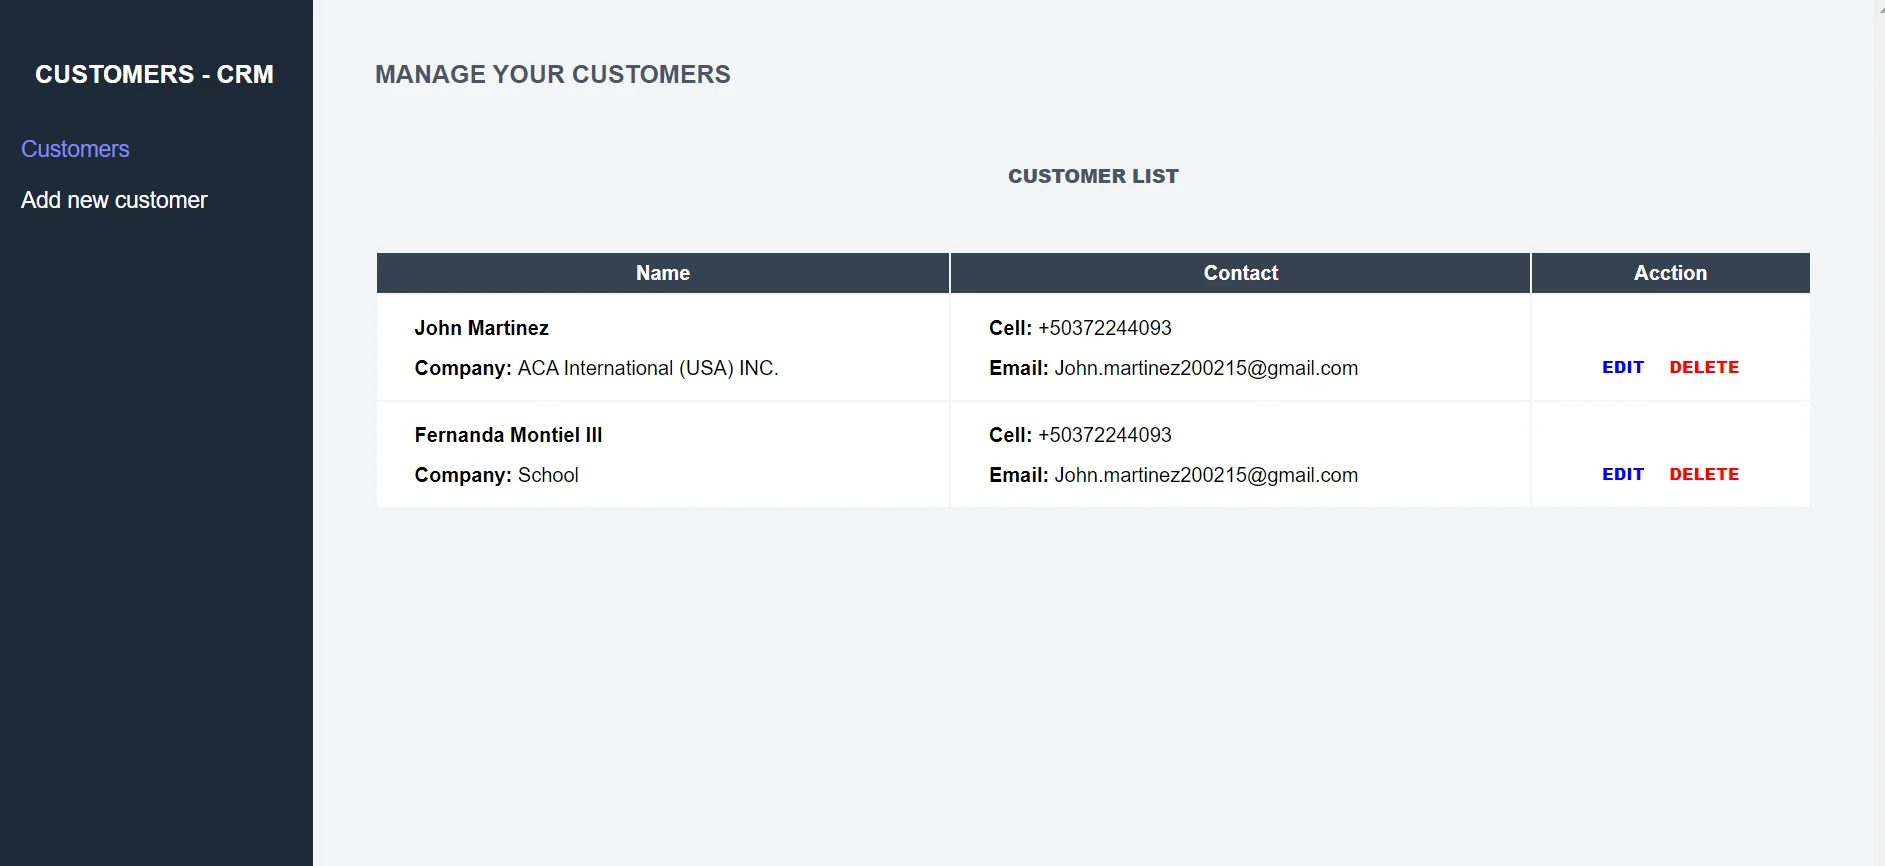 CUSTOMERS - CRM
Customers
Add new customer
MANAGE YOUR CUSTOMERS
CUSTOMER LIST
Name Contact Acction
John Martinez
Company: ACA International (USA) INC.
Cell: +50372244093
Email: John.martinez200215@gmail.com
EDIT DELETE
Fernanda Montiel III
Company: School
Cell: +50372244093
Email: John.martinez200215@gmail.com
EDIT DELETE